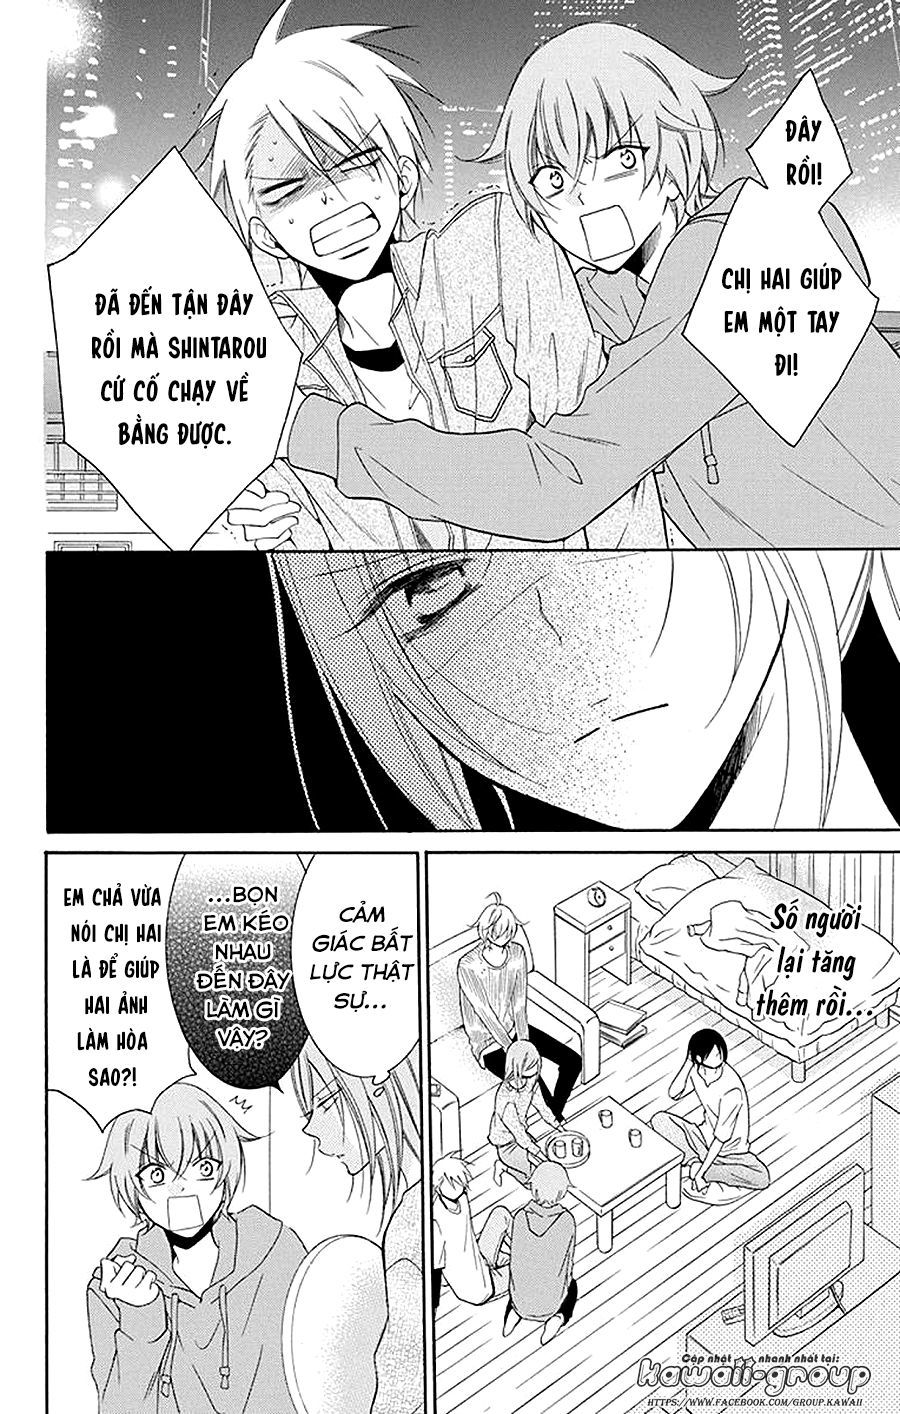 ĐÂY
RỒI!
CHỊ HAI GIÚP
EM MỘT TAY
ĐI!
ĐÃ ĐẾN TẬN ĐÂY
RỒI MÀ SHINTAROU
CỨ CỐ CHẠY VỀ
BẰNG ĐƯỢC.
Số người
lại tăng
thêm rồi...
CẢM
GIÁC BẤT
LỰC THẬT
SỰ...
...BỌN
EM KÉO
NHAU
ĐẾN ĐÂY
LÀM GÌ
VẬY?
EM CHẢ VỪA
NÓI CHỊ HAI
LÀ ĐỂ GIÚP
HAI ẢNH
LÀM HÒA
SAO?!
Cập nhật nhanh nhất tại:
kawaii-group
HTTPS://WWW.FACEBOOK.COM/GROUP.KAWAII